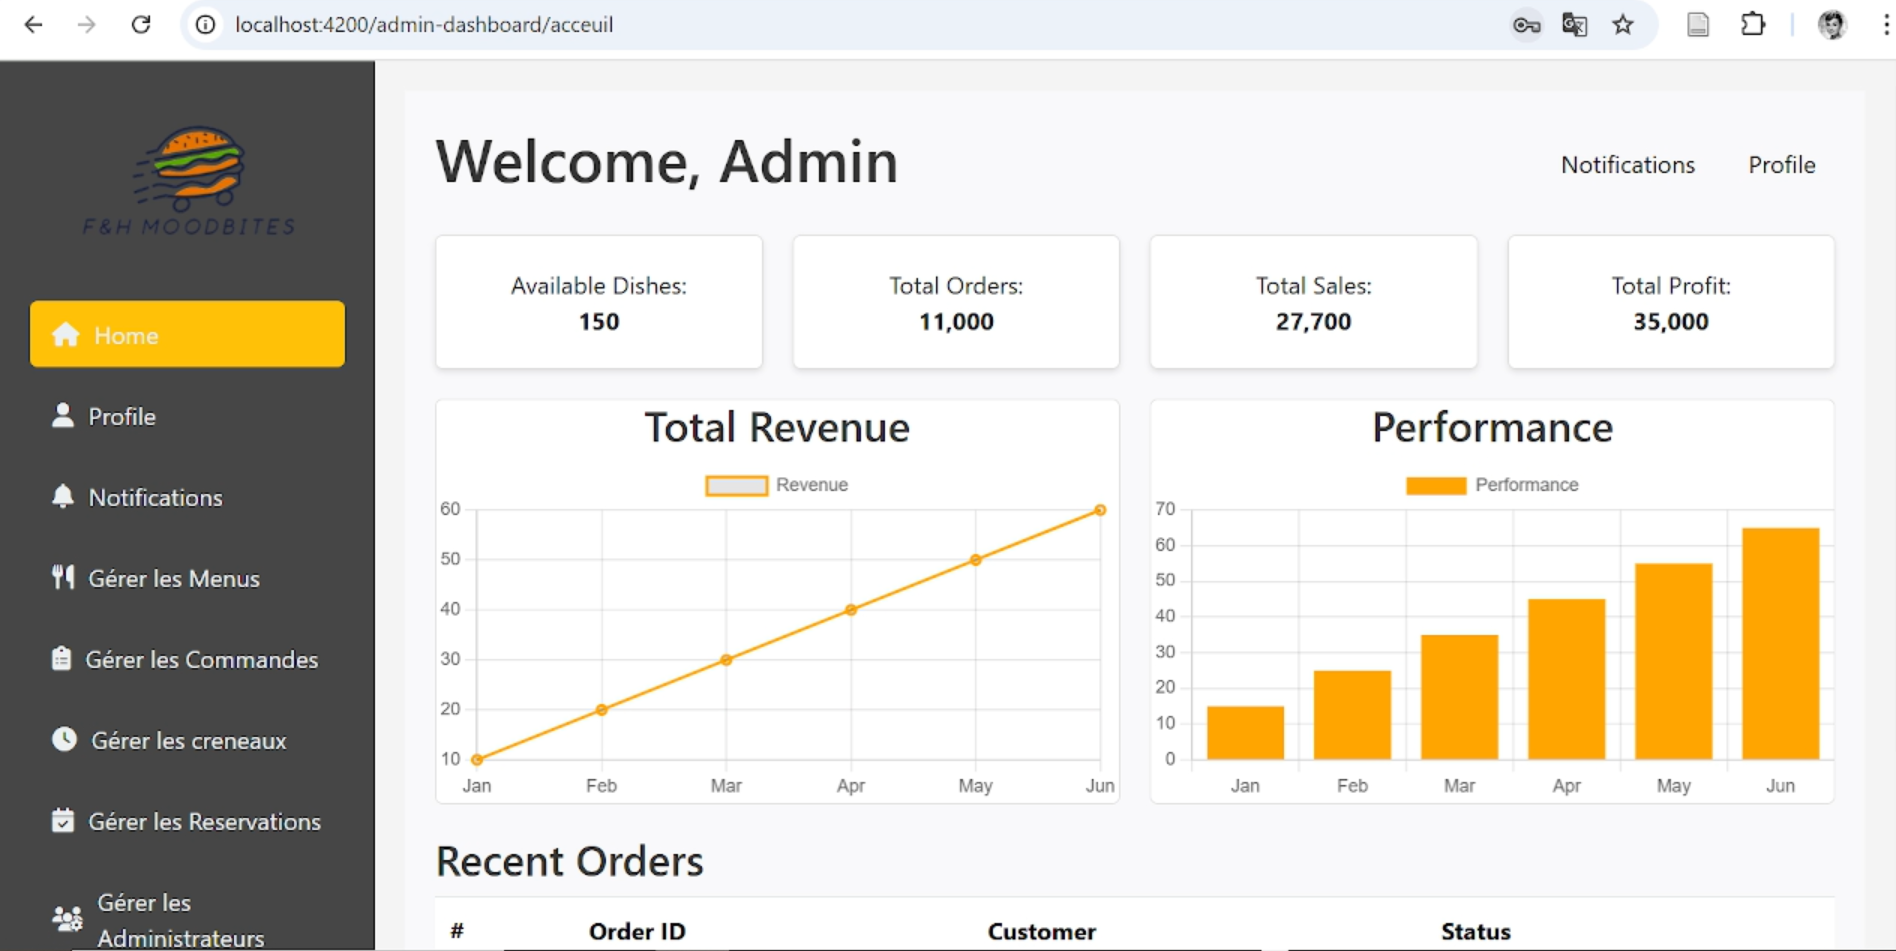 localhost:4200/admin-dashboard/acceuil
F&H MOODBITES
Home
Profile
Notifications
Gérer les Menus
Gérer les Commandes
Gérer les creneaux
Gérer les Reservations
Gérer les
Administrateurs
Welcome, Admin
Notifications
Profile
Available Dishes:
150
Total Orders:
11,000
Total Sales:
27,700
Total Profit:
35,000
Total Revenue
Revenue
60
50
40
30
20
10
Jan Feb Mar Apr May Jun
Performance
Performance
70
60
50
40
30
20
10
0
Jan Feb Mar Apr May Jun
Recent Orders
# Order ID Customer Status